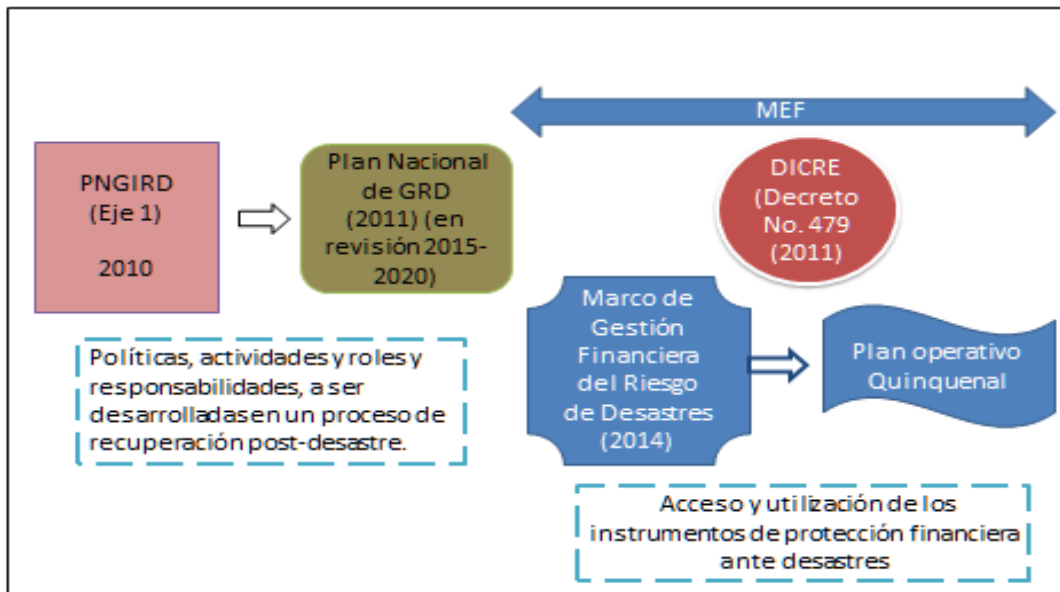 MEF
PNGIRD
(Eje 1)
2010
Plan Nacional
de GRD
(2011) (en
revisión 2015-
2020)
DICRE
(Decreto
No. 479
(2011)
Marco de
Gestión
Financiera
del Riesgo
de Desastres
(2014)
Plan operativo
Quinquenal
Políticas, actividades y roles y
responsabilidades, a ser
desarrolladas en un proceso de
recuperación post-desastre.
Acceso y utilización de los
instrumentos de protección financiera
ante desastres